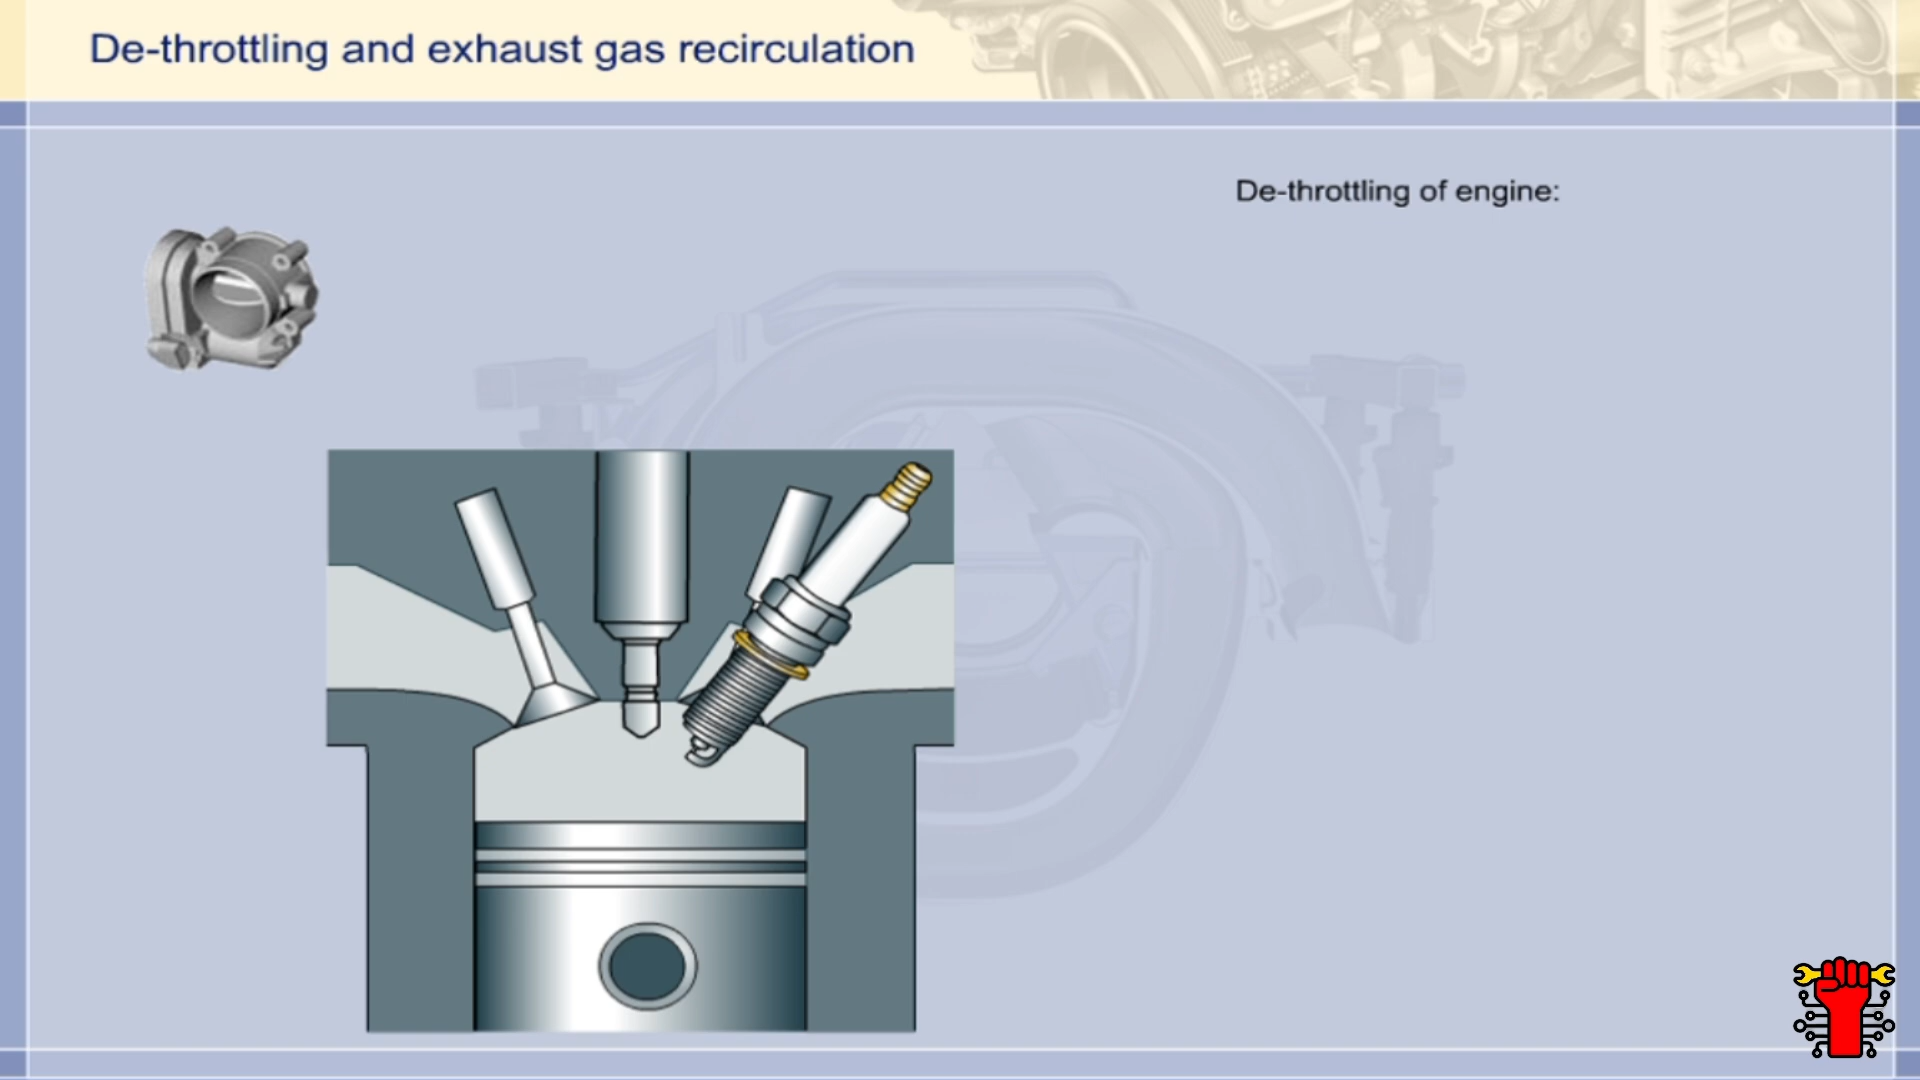 De-throttling and exhaust gas recirculation
De-throttling of engine: